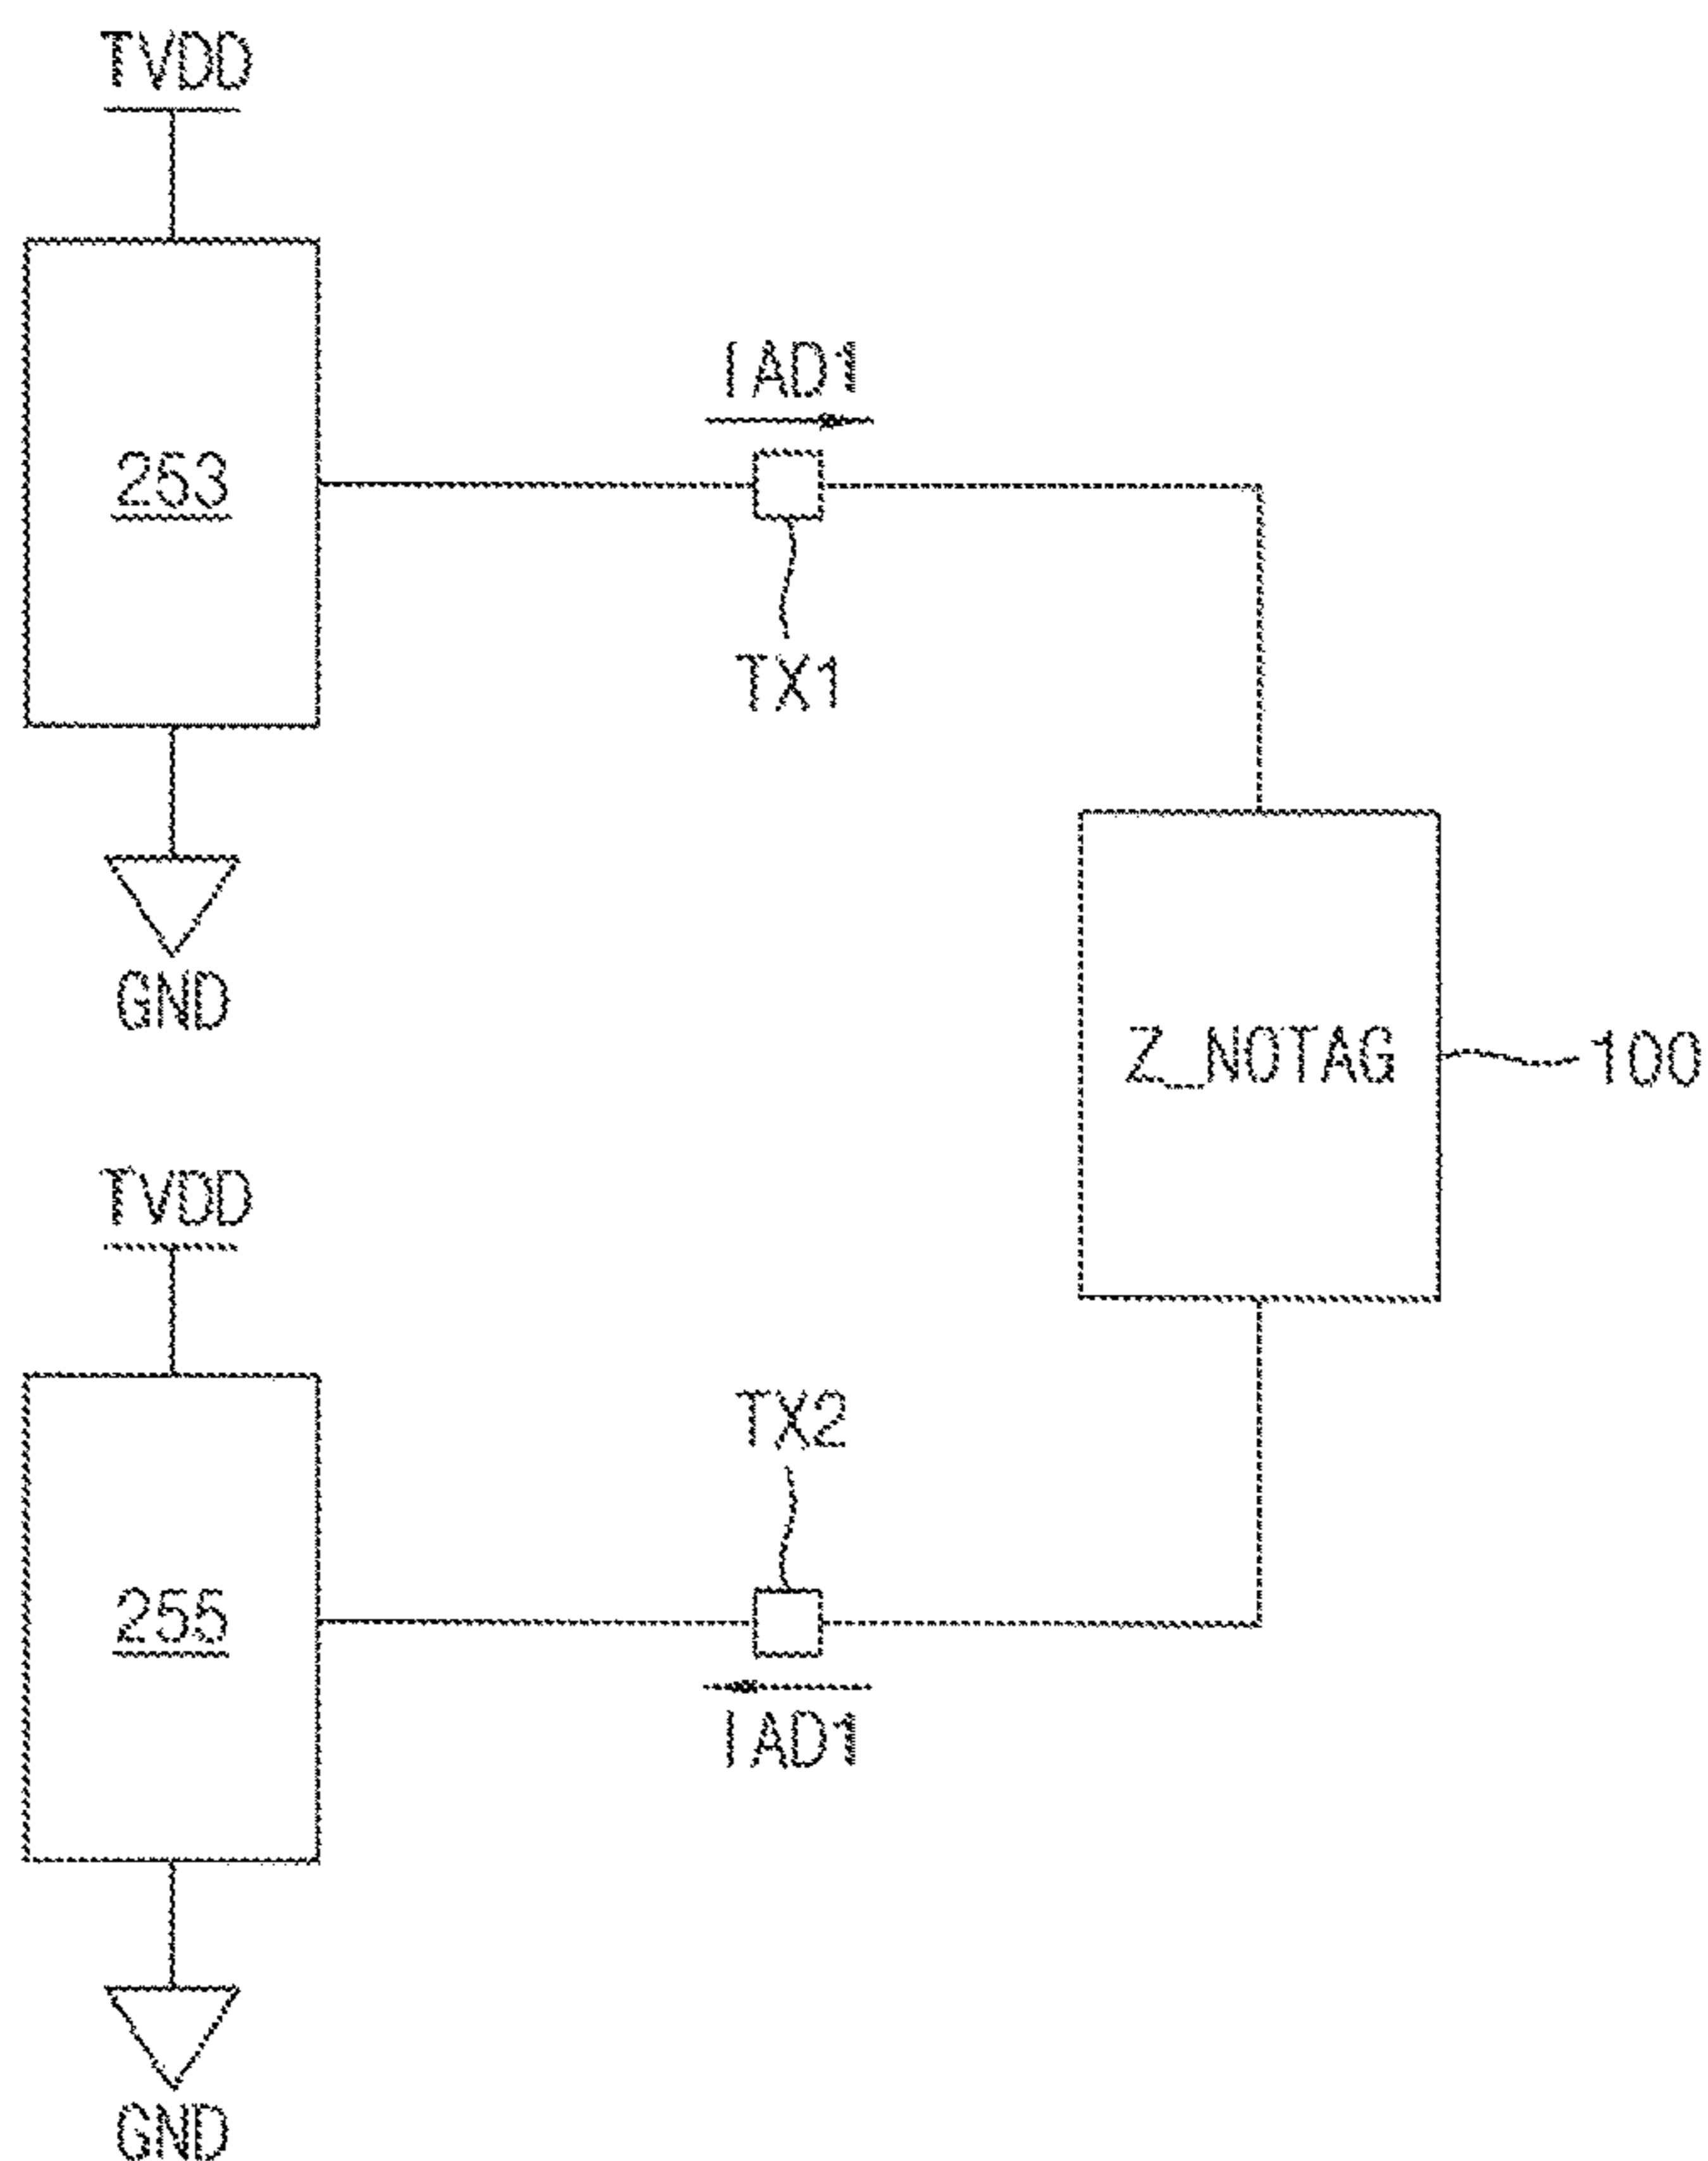 TVDD
IAD1
253
TX1
GND
Z_NOTAG
100
TVDD
TX2
255
IAD1
GND